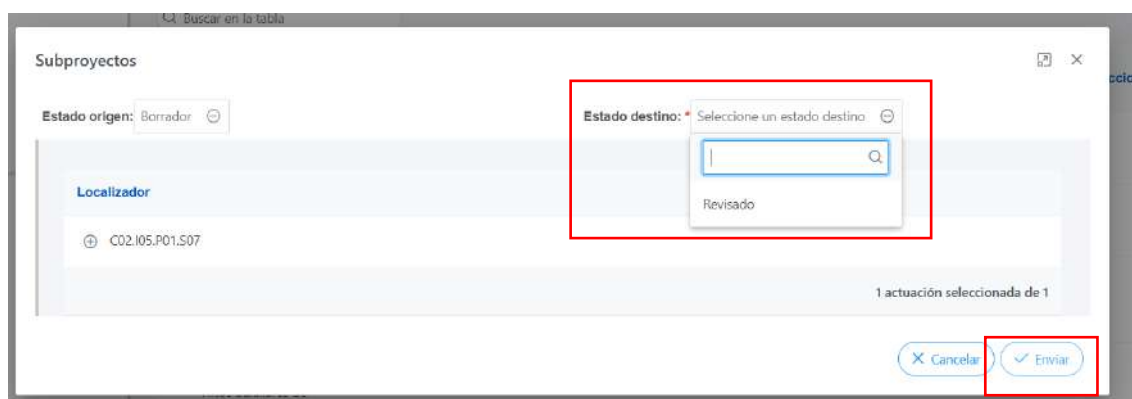 Buscar en la tabla
Subproyectos
Estado origen: Borrador
Estado destino: * Seleccione un estado destino
Revisado
Localizador
C02.I05.P01.S07
1 actuación seleccionada de 1
Cancelar
Enviar